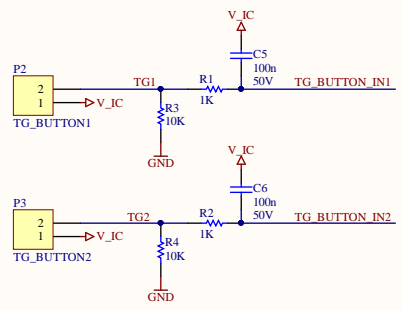 V_IC
P2
C5
100n
50V
2
TG1
R1
1K
TG_BUTTON_IN1
1
V_IC
R3
10K
TG_BUTTON1
GND
V_IC
P3
C6
100n
50V
2
TG2
R2
1K
TG_BUTTON_IN2
1
V_IC
R4
10K
TG_BUTTON2
GND